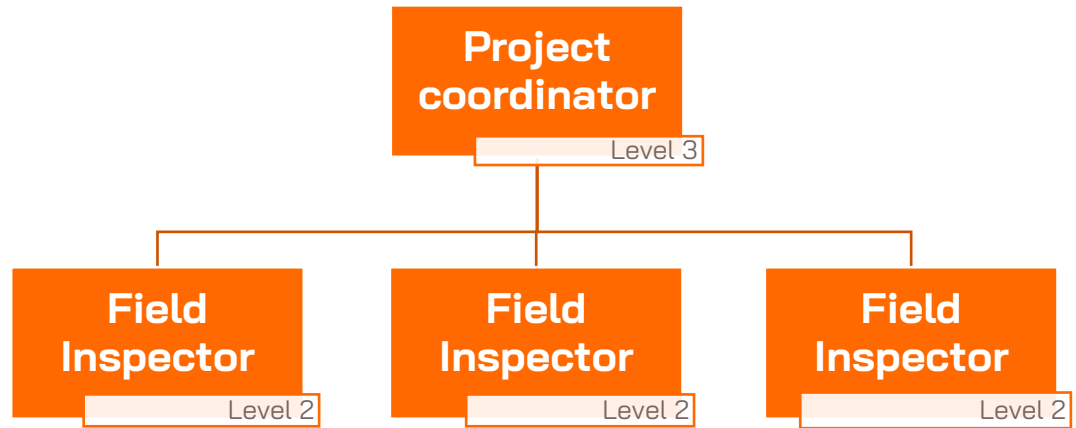 Project
coordinator
Level 3
Field
Inspector
Level 2
Field
Inspector
Level 2
Field
Inspector
Level 2